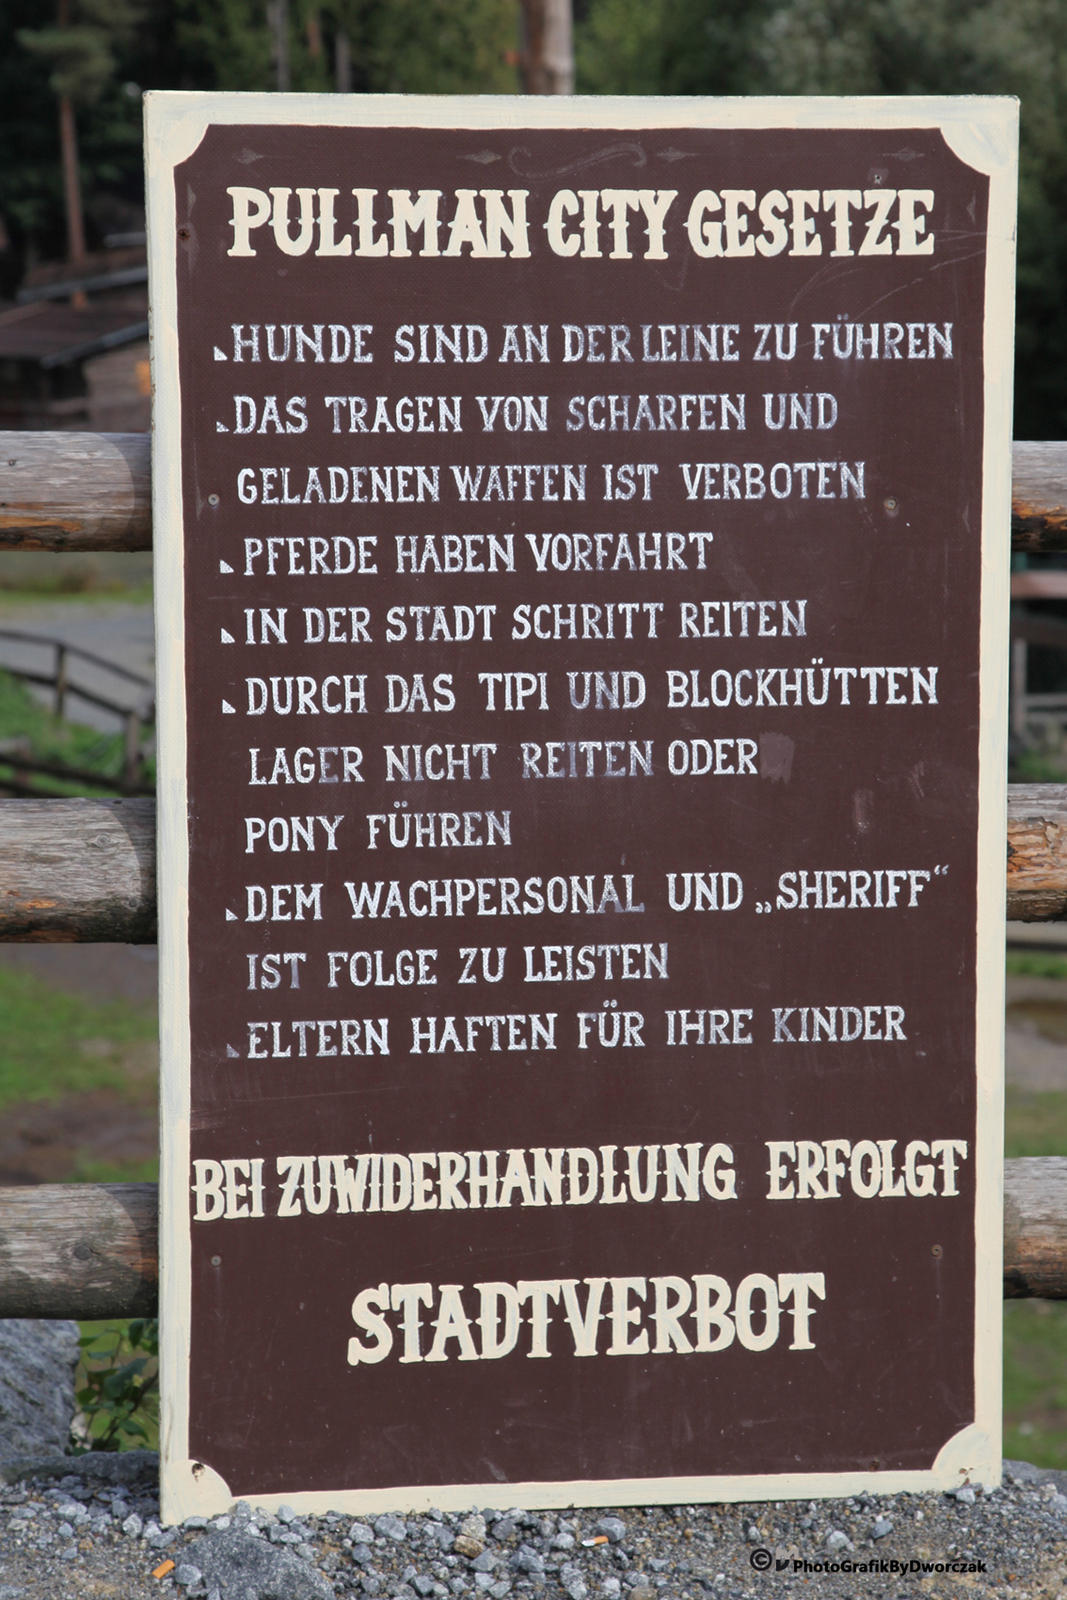 PULLMAN CITY GESETZE
HUNDE SIND AN DER LEINE ZU FÜHREN
DAS TRAGEN VON SCHARFEN UND
GELADENEN WAFFEN IST VERBOTEN
PFERDE HABEN VORFAHRT
IN DER STADT SCHRITT REITEN
DURCH DAS TIPI UND BLOCKHÜTTEN
LAGER NICHT REITEN ODER
PONY FÜHREN
DEM WACHPERSONAL UND „SHERIFF“
IST FOLGE ZU LEISTEN
ELTERN HAFTEN FÜR IHRE KINDER
BEI ZUWIDERHANDLUNG ERFOLGT
STADTVERBOT
© PhotoGrafikByDworczak